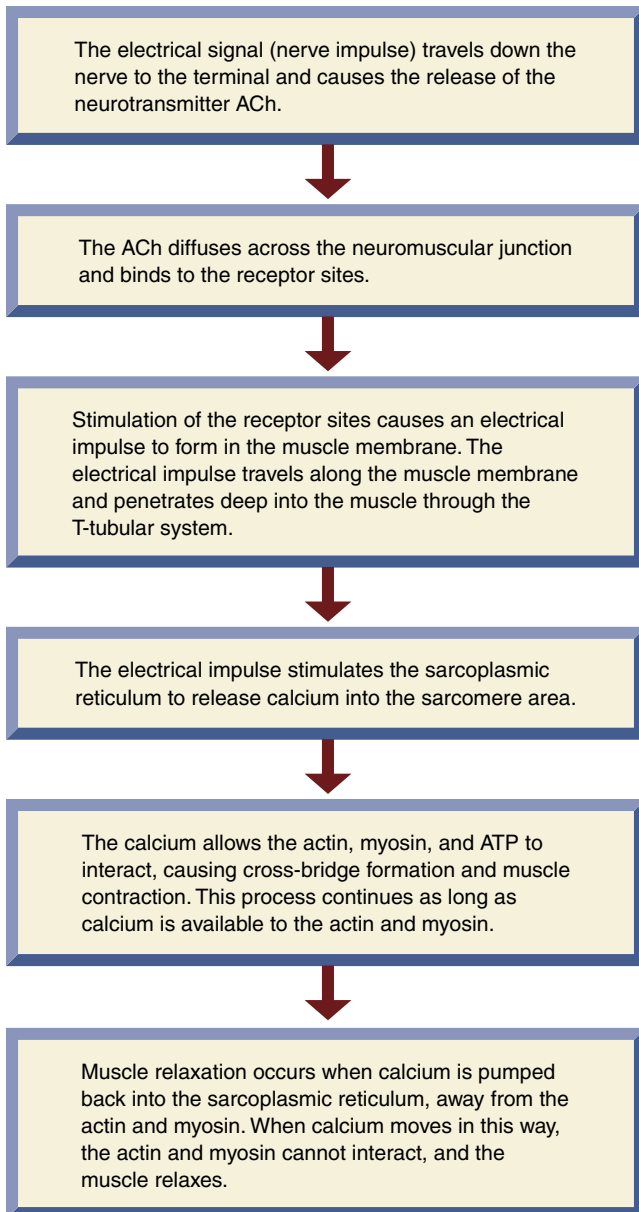 The electrical signal (nerve impulse) travels down the
nerve to the terminal and causes the release of the
neurotransmitter ACh.
The ACh diffuses across the neuromuscular junction
and binds to the receptor sites.
Stimulation of the receptor sites causes an electrical
impulse to form in the muscle membrane. The
electrical impulse travels along the muscle membrane
and penetrates deep into the muscle through the
T-tubular system.
The electrical impulse stimulates the sarcoplasmic
reticulum to release calcium into the sarcomere area.
The calcium allows the actin, myosin, and ATP to
interact, causing cross-bridge formation and muscle
contraction. This process continues as long as
calcium is available to the actin and myosin.
Muscle relaxation occurs when calcium is pumped
back into the sarcoplasmic reticulum, away from the
actin and myosin. When calcium moves in this way,
the actin and myosin cannot interact, and the
muscle relaxes.